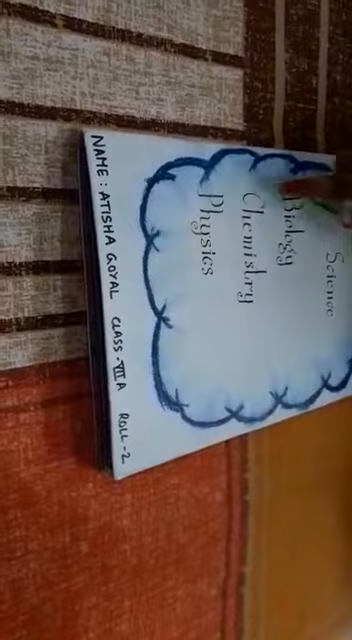 Science
Biology
Chemistry
Physics
NAME : ATISHA GOYAL CLASS - VII A ROLL - 2